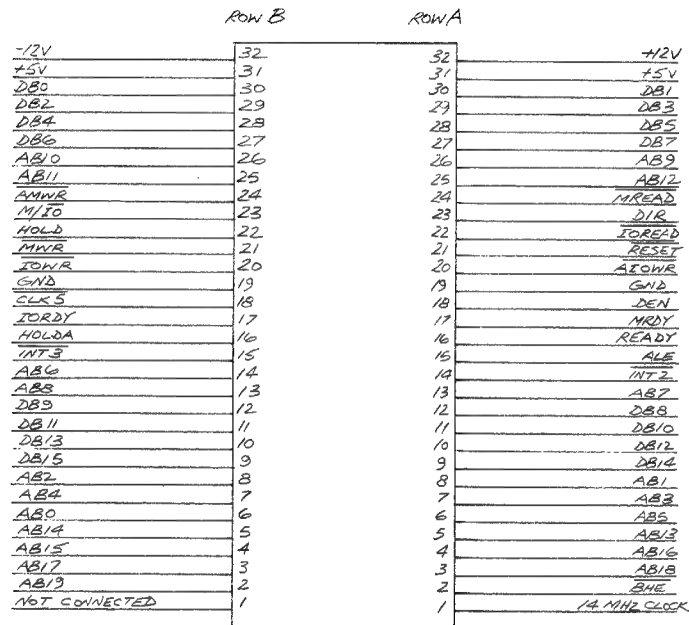 ROW B ROW A
-12V 32 32 +12V
+5V 31 31 +5V
DB0 30 30 DB1
DB2 29 29 DB3
DB4 28 28 DB5
DB6 27 27 DB7
AB10 26 26 AB9
AB11 25 25 AB12
AMWR 24 24 MREAD
M/IO 23 23 DIR
HOLD 22 22 IOREAD
MWR 21 21 RESET
IOWR 20 20 AIOWR
GND 19 19 GND
CLK5 18 18 DEN
IORDY 17 17 MRDY
HOLDA 16 16 READY
INT3 15 15 ALE
AB6 14 14 INT2
AB8 13 13 AB7
DB9 12 12 DB8
DB11 11 11 DB10
DB13 10 10 DB12
DB15 9 9 DB14
AB2 8 8 AB1
AB4 7 7 AB3
AB0 6 6 AB5
AB14 5 5 AB13
AB15 4 4 AB16
AB17 3 3 AB18
AB19 2 2 BHE
NOT CONNECTED 1 1 14 MHZ CLOCK